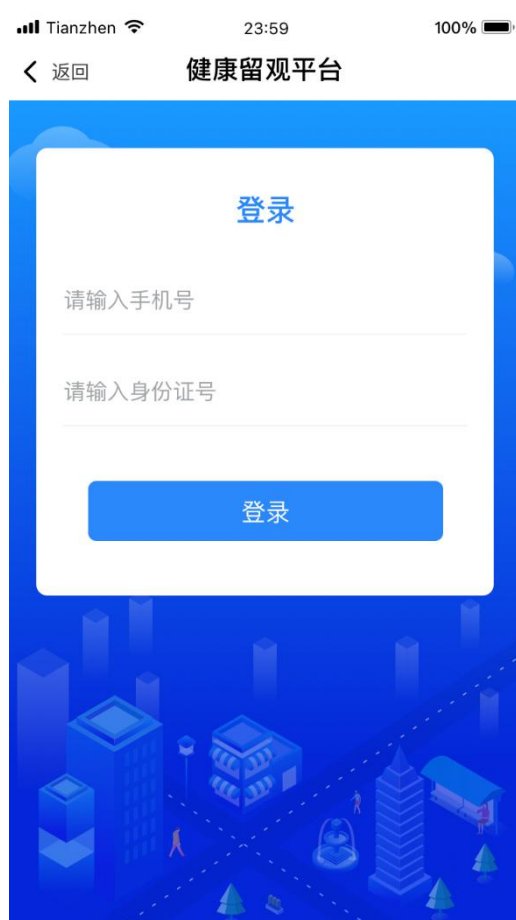 Tianzhen 23:59 100%
返回 健康留观平台
登录
请输入手机号
请输入身份证号
登录